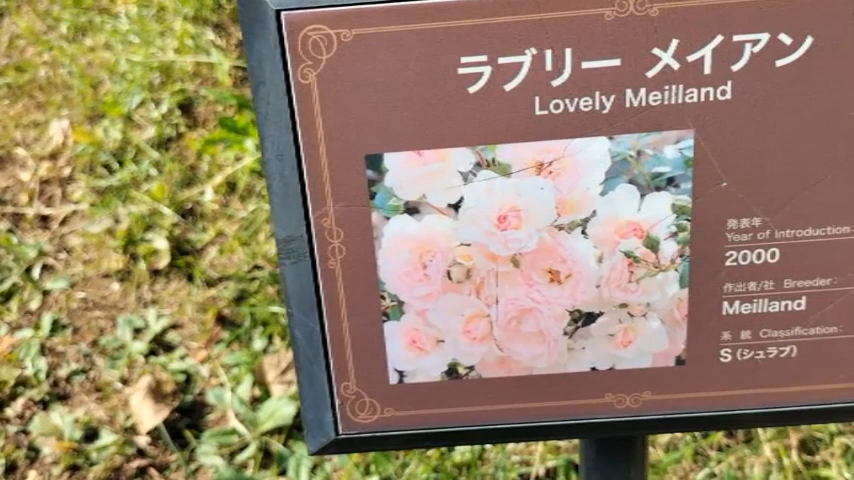 ラブリー メイアン
Lovely Meilland
発表年
Year of Introduction:
2000
作出者/社 Breeder:
Meilland
系 統 Classification:
S (シュラブ)